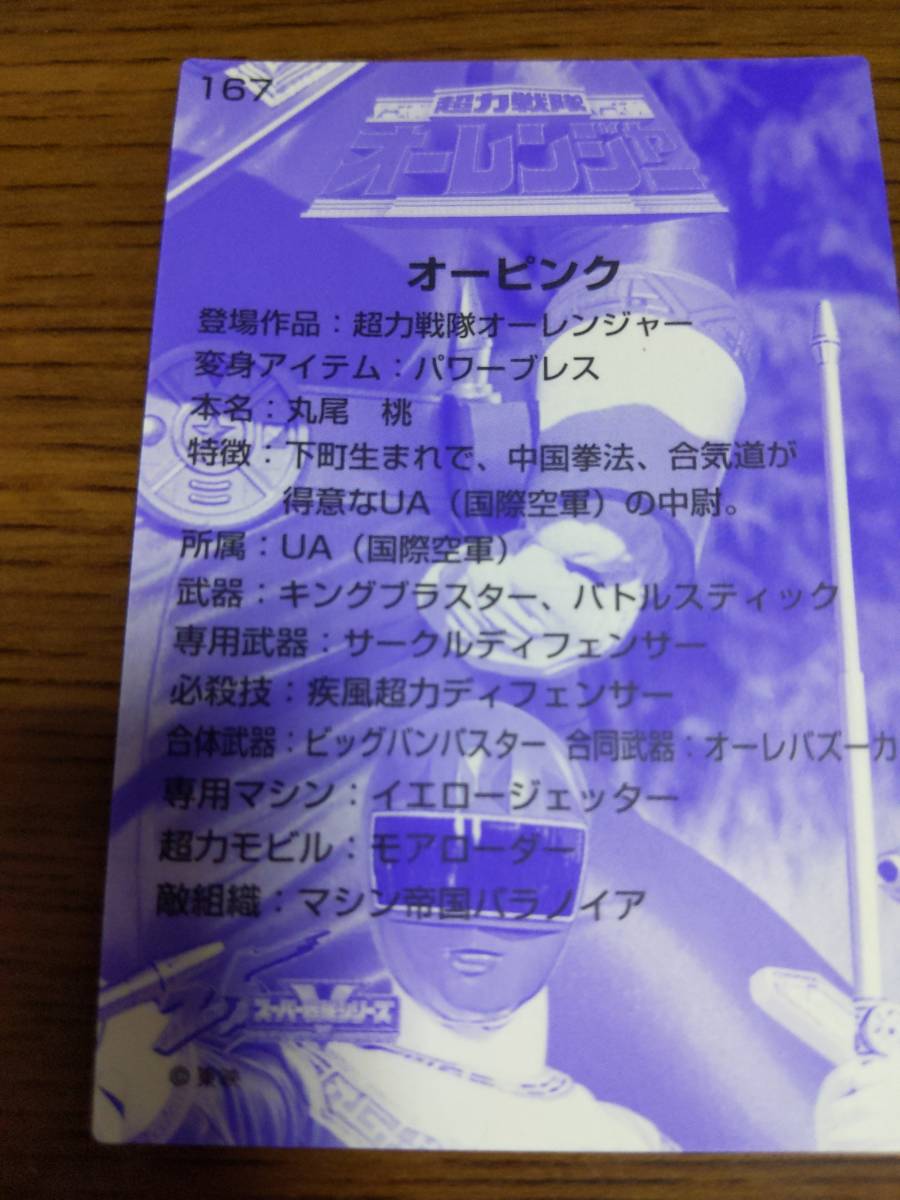 167
超力戦隊
オーレンジャー
オーピンク
登場作品：超力戦隊オーレンジャー
変身アイテム：パワーブレス
本名：丸尾　桃
特徴：下町生まれで、中国拳法、合気道が
得意なUA（国際空軍）の中尉。
所属：UA（国際空軍）
武器：キングブラスター、バトルスティック
専用武器：サークルディフェンサー
必殺技：疾風超力ディフェンサー
合体武器：ビッグバンバスター　合同武器：オーレバズーカ
専用マシン：イエロージェッター
超力モビル：モアローダー
敵組織：マシン帝国バラノイア
スーパー戦隊シリーズ
©東映